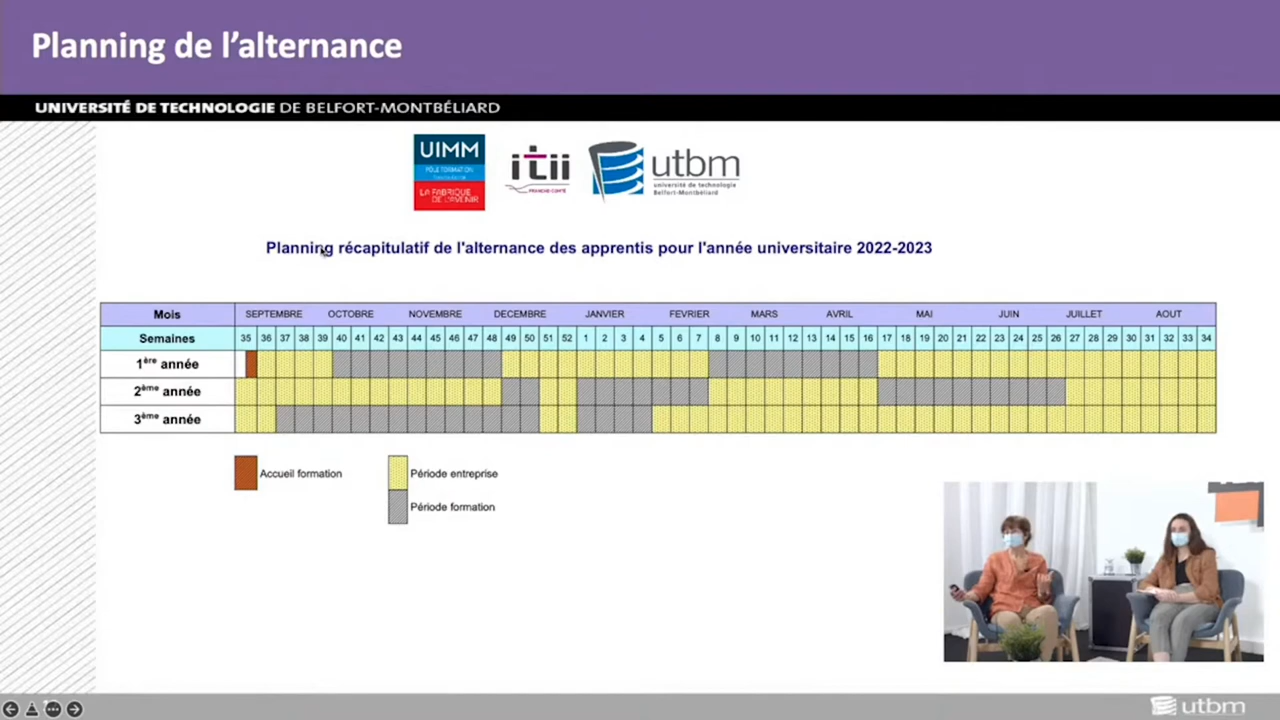 Planning de l'alternance
UNIVERSITÉ DE TECHNOLOGIE DE BELFORT-MONTBÉLIARD
UIMM
PÔLE FORMATION
LA FABRIQUE
DE L'AVENIR
itii
FRANCHE-COMTÉ
utbm
université de technologie
Belfort-Montbéliard
Planning récapitulatif de l'alternance des apprentis pour l'année universitaire 2022-2023
Mois SEPTEMBRE OCTOBRE NOVEMBRE DECEMBRE JANVIER FEVRIER MARS AVRIL MAI JUIN JUILLET AOUT
Semaines 35 36 37 38 39 40 41 42 43 44 45 46 47 48 49 50 51 52 1 2 3 4 5 6 7 8 9 10 11 12 13 14 15 16 17 18 19 20 21 22 23 24 25 26 27 28 29 30 31 32 33 34
1ère année
2ème année
3ème année
Accueil formation
Période entreprise
Période formation
utbm